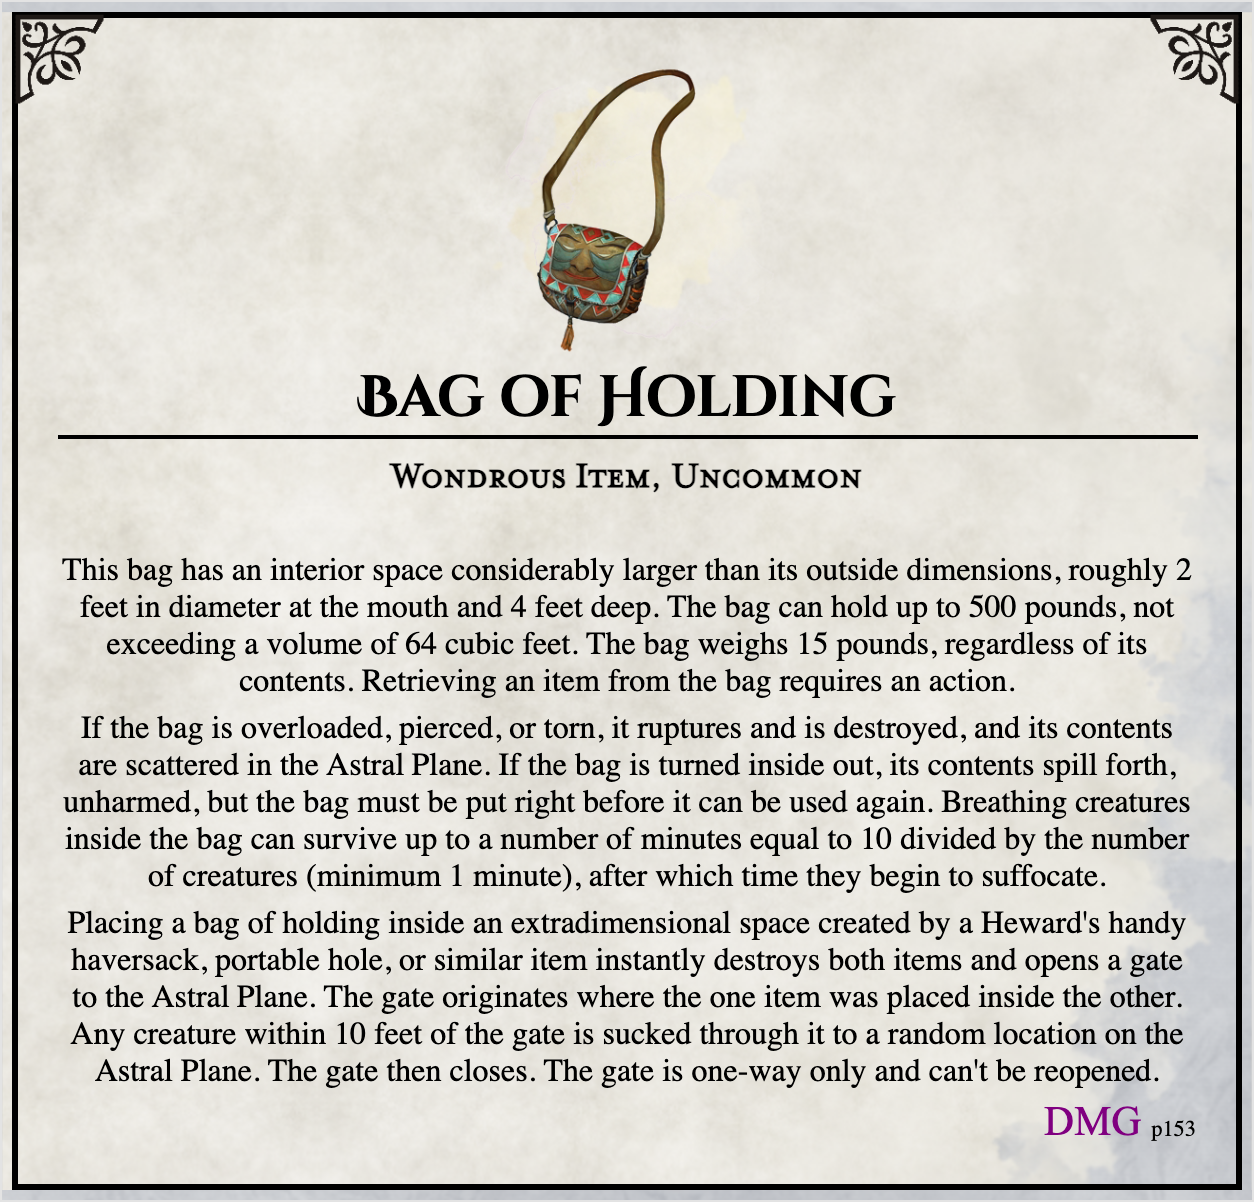 Bag of Holding
Wondrous Item, Uncommon
This bag has an interior space considerably larger than its outside dimensions, roughly 2
feet in diameter at the mouth and 4 feet deep. The bag can hold up to 500 pounds, not
exceeding a volume of 64 cubic feet. The bag weighs 15 pounds, regardless of its
contents. Retrieving an item from the bag requires an action.
If the bag is overloaded, pierced, or torn, it ruptures and is destroyed, and its contents
are scattered in the Astral Plane. If the bag is turned inside out, its contents spill forth,
unharmed, but the bag must be put right before it can be used again. Breathing creatures
inside the bag can survive up to a number of minutes equal to 10 divided by the number
of creatures (minimum 1 minute), after which time they begin to suffocate.
Placing a bag of holding inside an extradimensional space created by a Heward's handy
haversack, portable hole, or similar item instantly destroys both items and opens a gate
to the Astral Plane. The gate originates where the one item was placed inside the other.
Any creature within 10 feet of the gate is sucked through it to a random location on the
Astral Plane. The gate then closes. The gate is one-way only and can't be reopened.
DMG p153